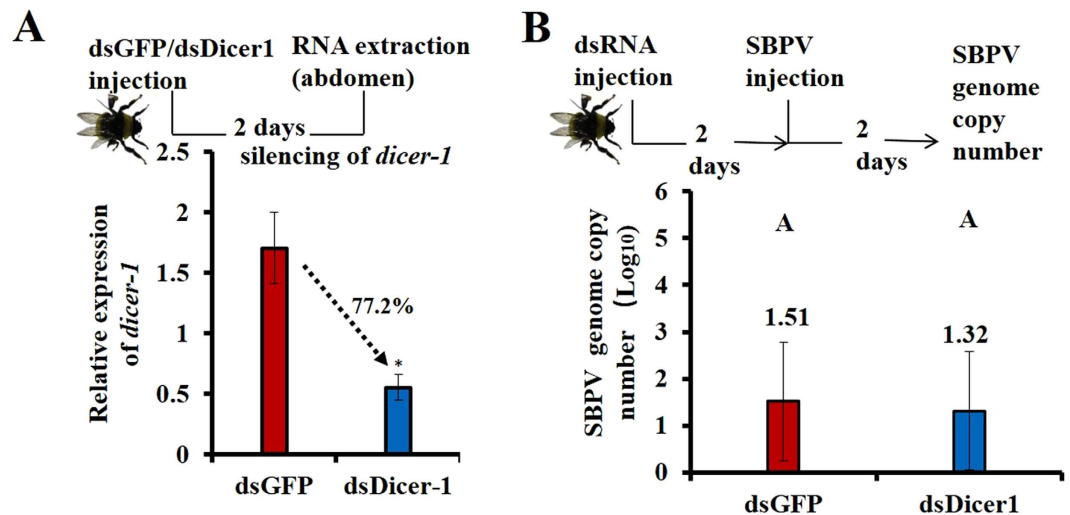 A
dsGFP/dsDicer1
injection
RNA extraction
(abdomen)
2 days
silencing of dicer-1
Relative expression
of dicer-1
2.5
2
1.5
1
0.5
0
77.2%
*
dsGFP
dsDicer-1
B
dsRNA
injection
SBPV
injection
SBPV
genome
copy
number
2
days
2
days
SBPV genome copy
number (Log10)
6
5
4
3
2
1
0
A
A
1.51
1.32
dsGFP
dsDicer1